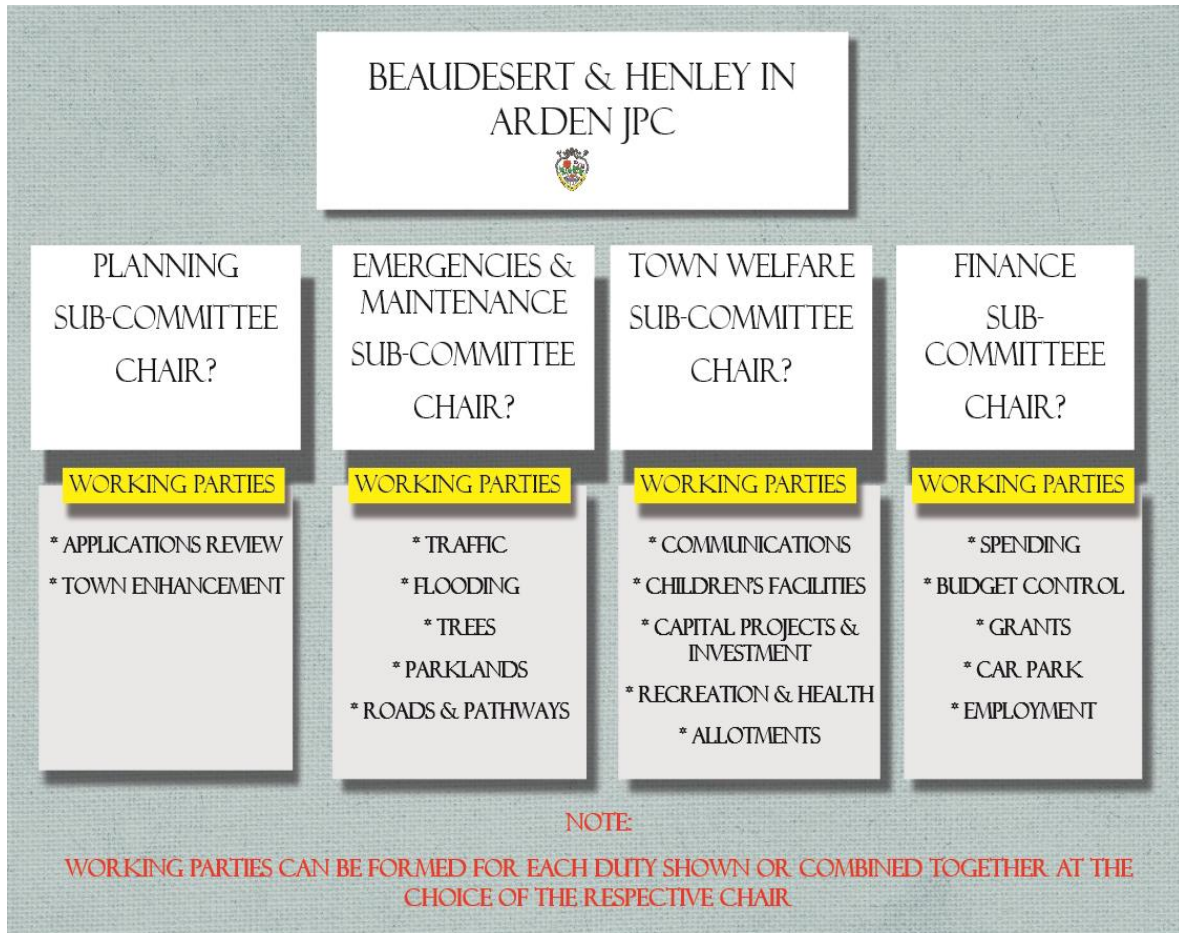 BEAUDESERT & HENLEY IN
ARDEN JPC
PLANNING
SUB-COMMITTEE
CHAIR?
WORKING PARTIES
* APPLICATIONS REVIEW
* TOWN ENHANCEMENT
EMERGENCIES &
MAINTENANCE
SUB-COMMITTEE
CHAIR?
WORKING PARTIES
* TRAFFIC
* FLOODING
* TREES
* PARKLANDS
* ROADS & PATHWAYS
TOWN WELFARE
SUB-COMMITTEE
CHAIR?
WORKING PARTIES
* COMMUNICATIONS
* CHILDREN'S FACILITIES
* CAPITAL PROJECTS &
INVESTMENT
* RECREATION & HEALTH
* ALLOTMENTS
FINANCE
SUB-
COMMITTEEE
CHAIR?
WORKING PARTIES
* SPENDING
* BUDGET CONTROL
* GRANTS
* CAR PARK
* EMPLOYMENT
NOTE:
WORKING PARTIES CAN BE FORMED FOR EACH DUTY SHOWN OR COMBINED TOGETHER AT THE
CHOICE OF THE RESPECTIVE CHAIR